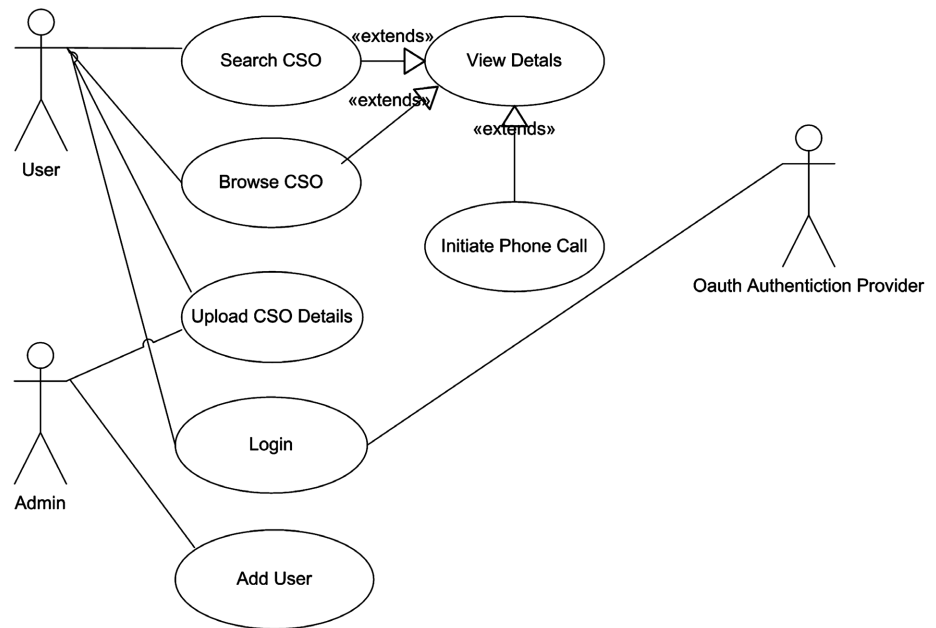 «extends»
Search CSO
View Detals
«extends»
«extends»
User
Browse CSO
Initiate Phone Call
Oauth Authentiction Provider
Upload CSO Details
Login
Admin
Add User